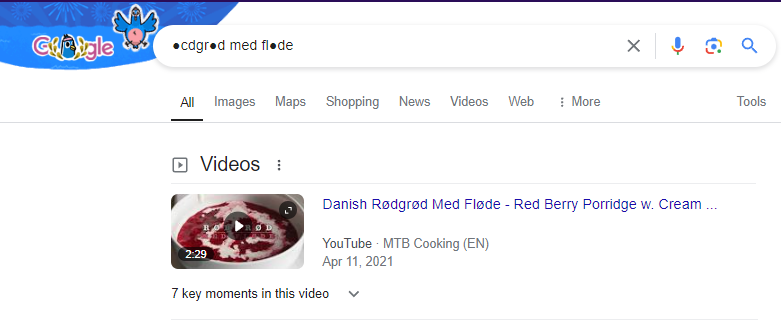 Google
●cdgr●d med fl●de
All Images Maps Shopping News Videos Web More Tools
Videos
Danish Rødgrød Med Fløde - Red Berry Porridge w. Cream ...
2:29
YouTube · MTB Cooking (EN)
Apr 11, 2021
7 key moments in this video